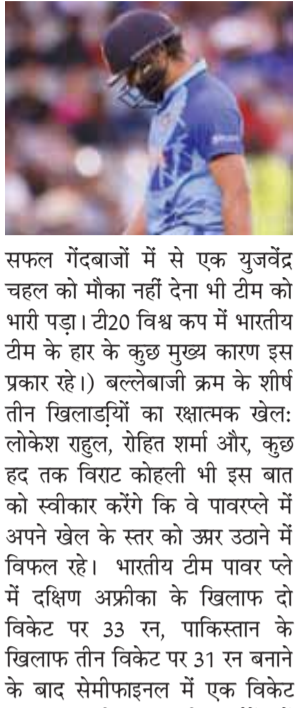 सफल गेंदबाजों में से एक युजवेंद्र
चहल को मौका नहीं देना भी टीम को
भारी पड़ा। टी20 विश्व कप में भारतीय
टीम के हार के कुछ मुख्य कारण इस
प्रकार रहे।) बल्लेबाजी क्रम के शीर्ष
तीन खिलाडि़यों का रक्षात्मक खेल:
लोकेश राहुल, रोहित शर्मा और, कुछ
हद तक विराट कोहली भी इस बात
को स्वीकार करेंगे कि वे पावरप्ले में
अपने खेल के स्तर को उप्रर उठाने में
विफल रहे। भारतीय टीम पावर प्ले
में दक्षिण अफ्रीका के खिलाफ दो
विकेट पर 33 रन, पाकिस्तान के
खिलाफ तीन विकेट पर 31 रन बनाने
के बाद सेमीफाइनल में एक विकेट